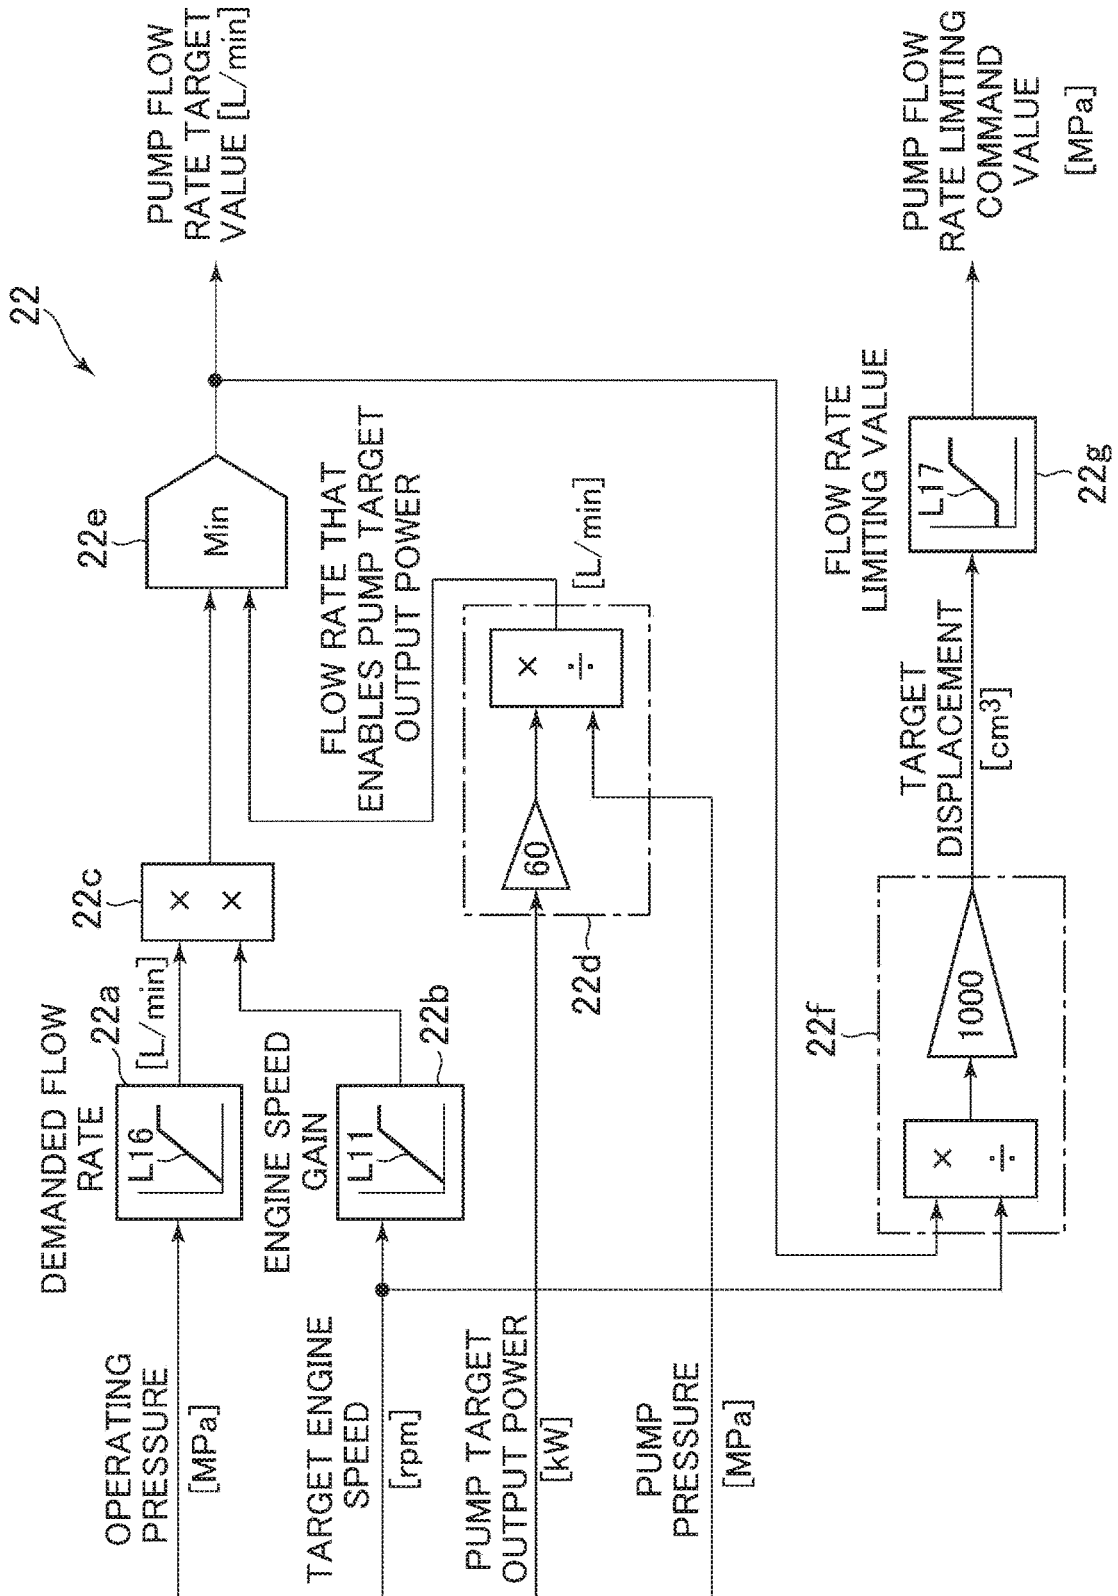 22
OPERATING
PRESSURE
[MPa]
DEMANDED FLOW
RATE
22a
L16
[L/min]
22c
×
×
22e
Min
PUMP FLOW
RATE TARGET
VALUE [L/min]
TARGET ENGINE
SPEED
[rpm]
ENGINE SPEED
GAIN
L11
22b
FLOW RATE THAT
ENABLES PUMP TARGET
OUTPUT POWER
PUMP TARGET
OUTPUT POWER
[kW]
60
×
÷
[L/min]
22d
PUMP
PRESSURE
[MPa]
22f
×
÷
1000
TARGET
DISPLACEMENT
[cm³]
FLOW RATE
LIMITING VALUE
L17
22g
PUMP FLOW
RATE LIMITING
COMMAND
VALUE
[MPa]